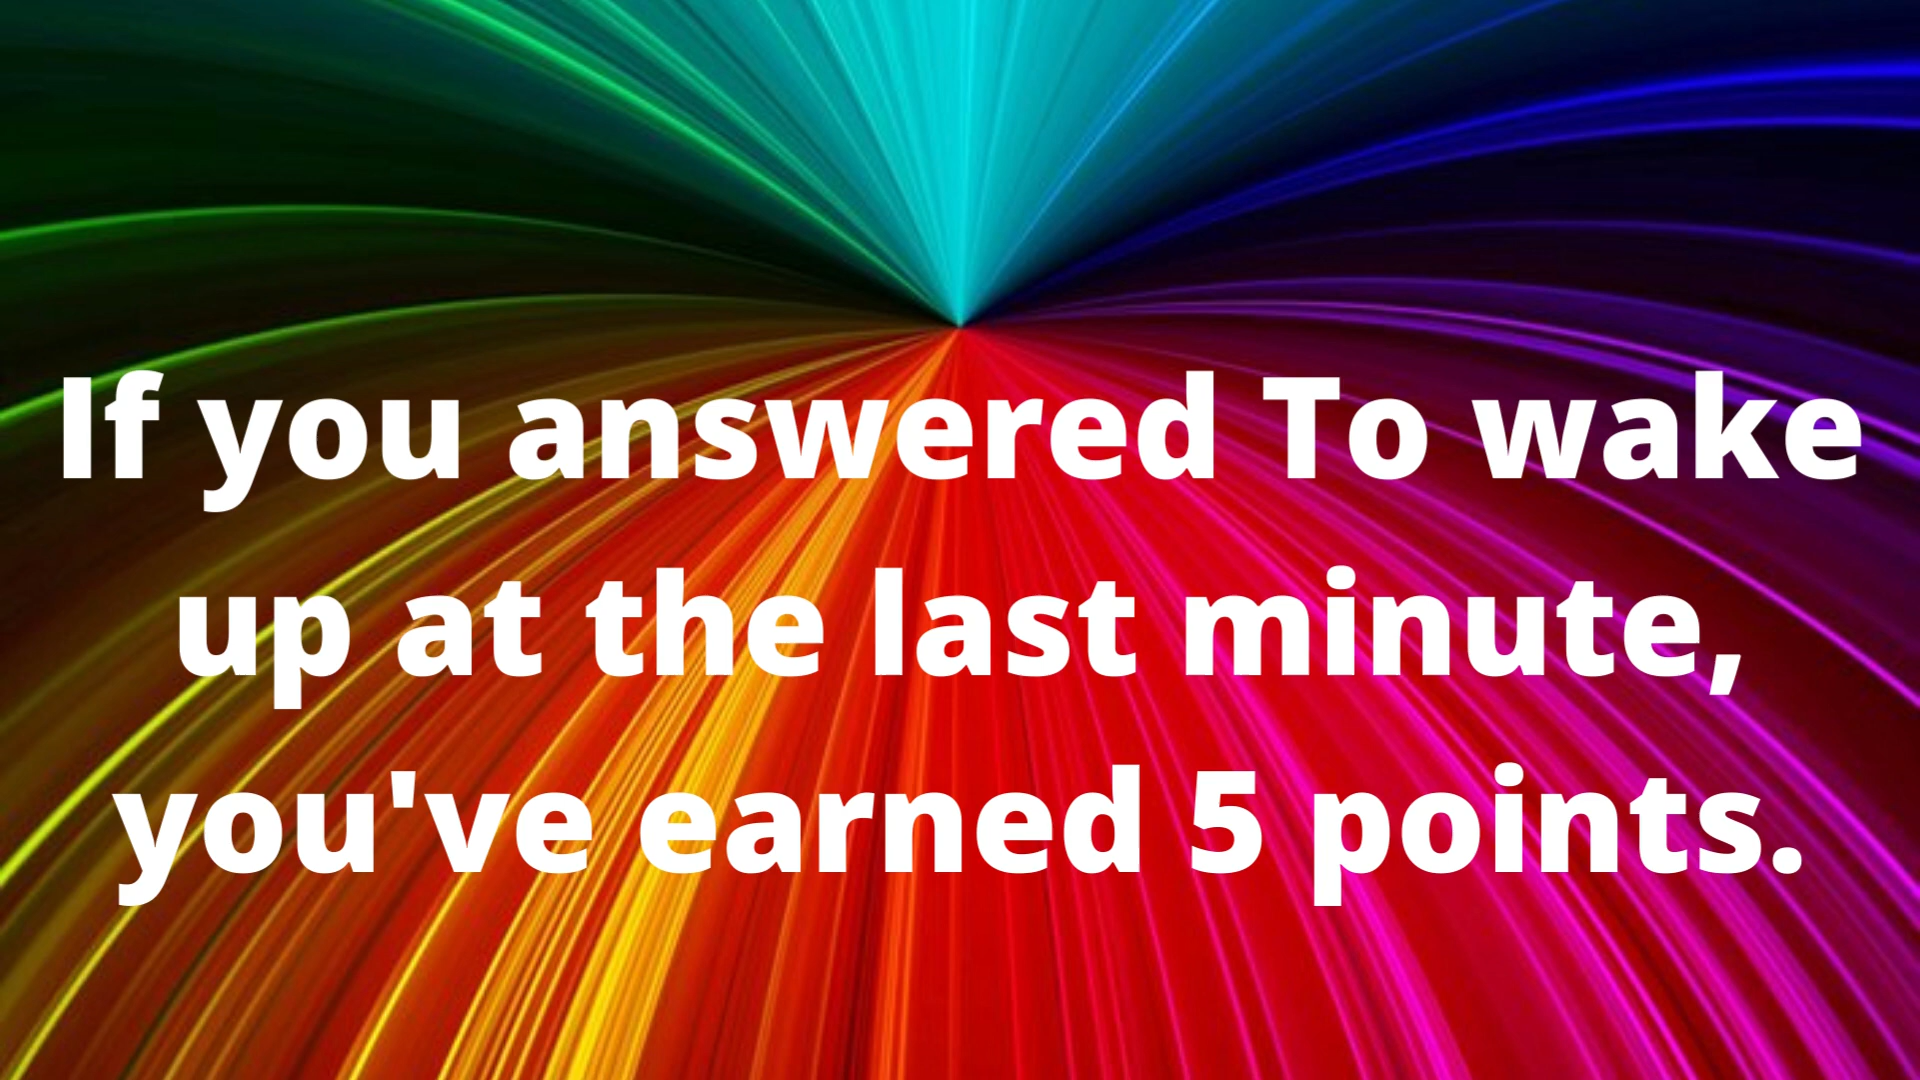 If you answered To wake
up at the last minute,
you've earned 5 points.